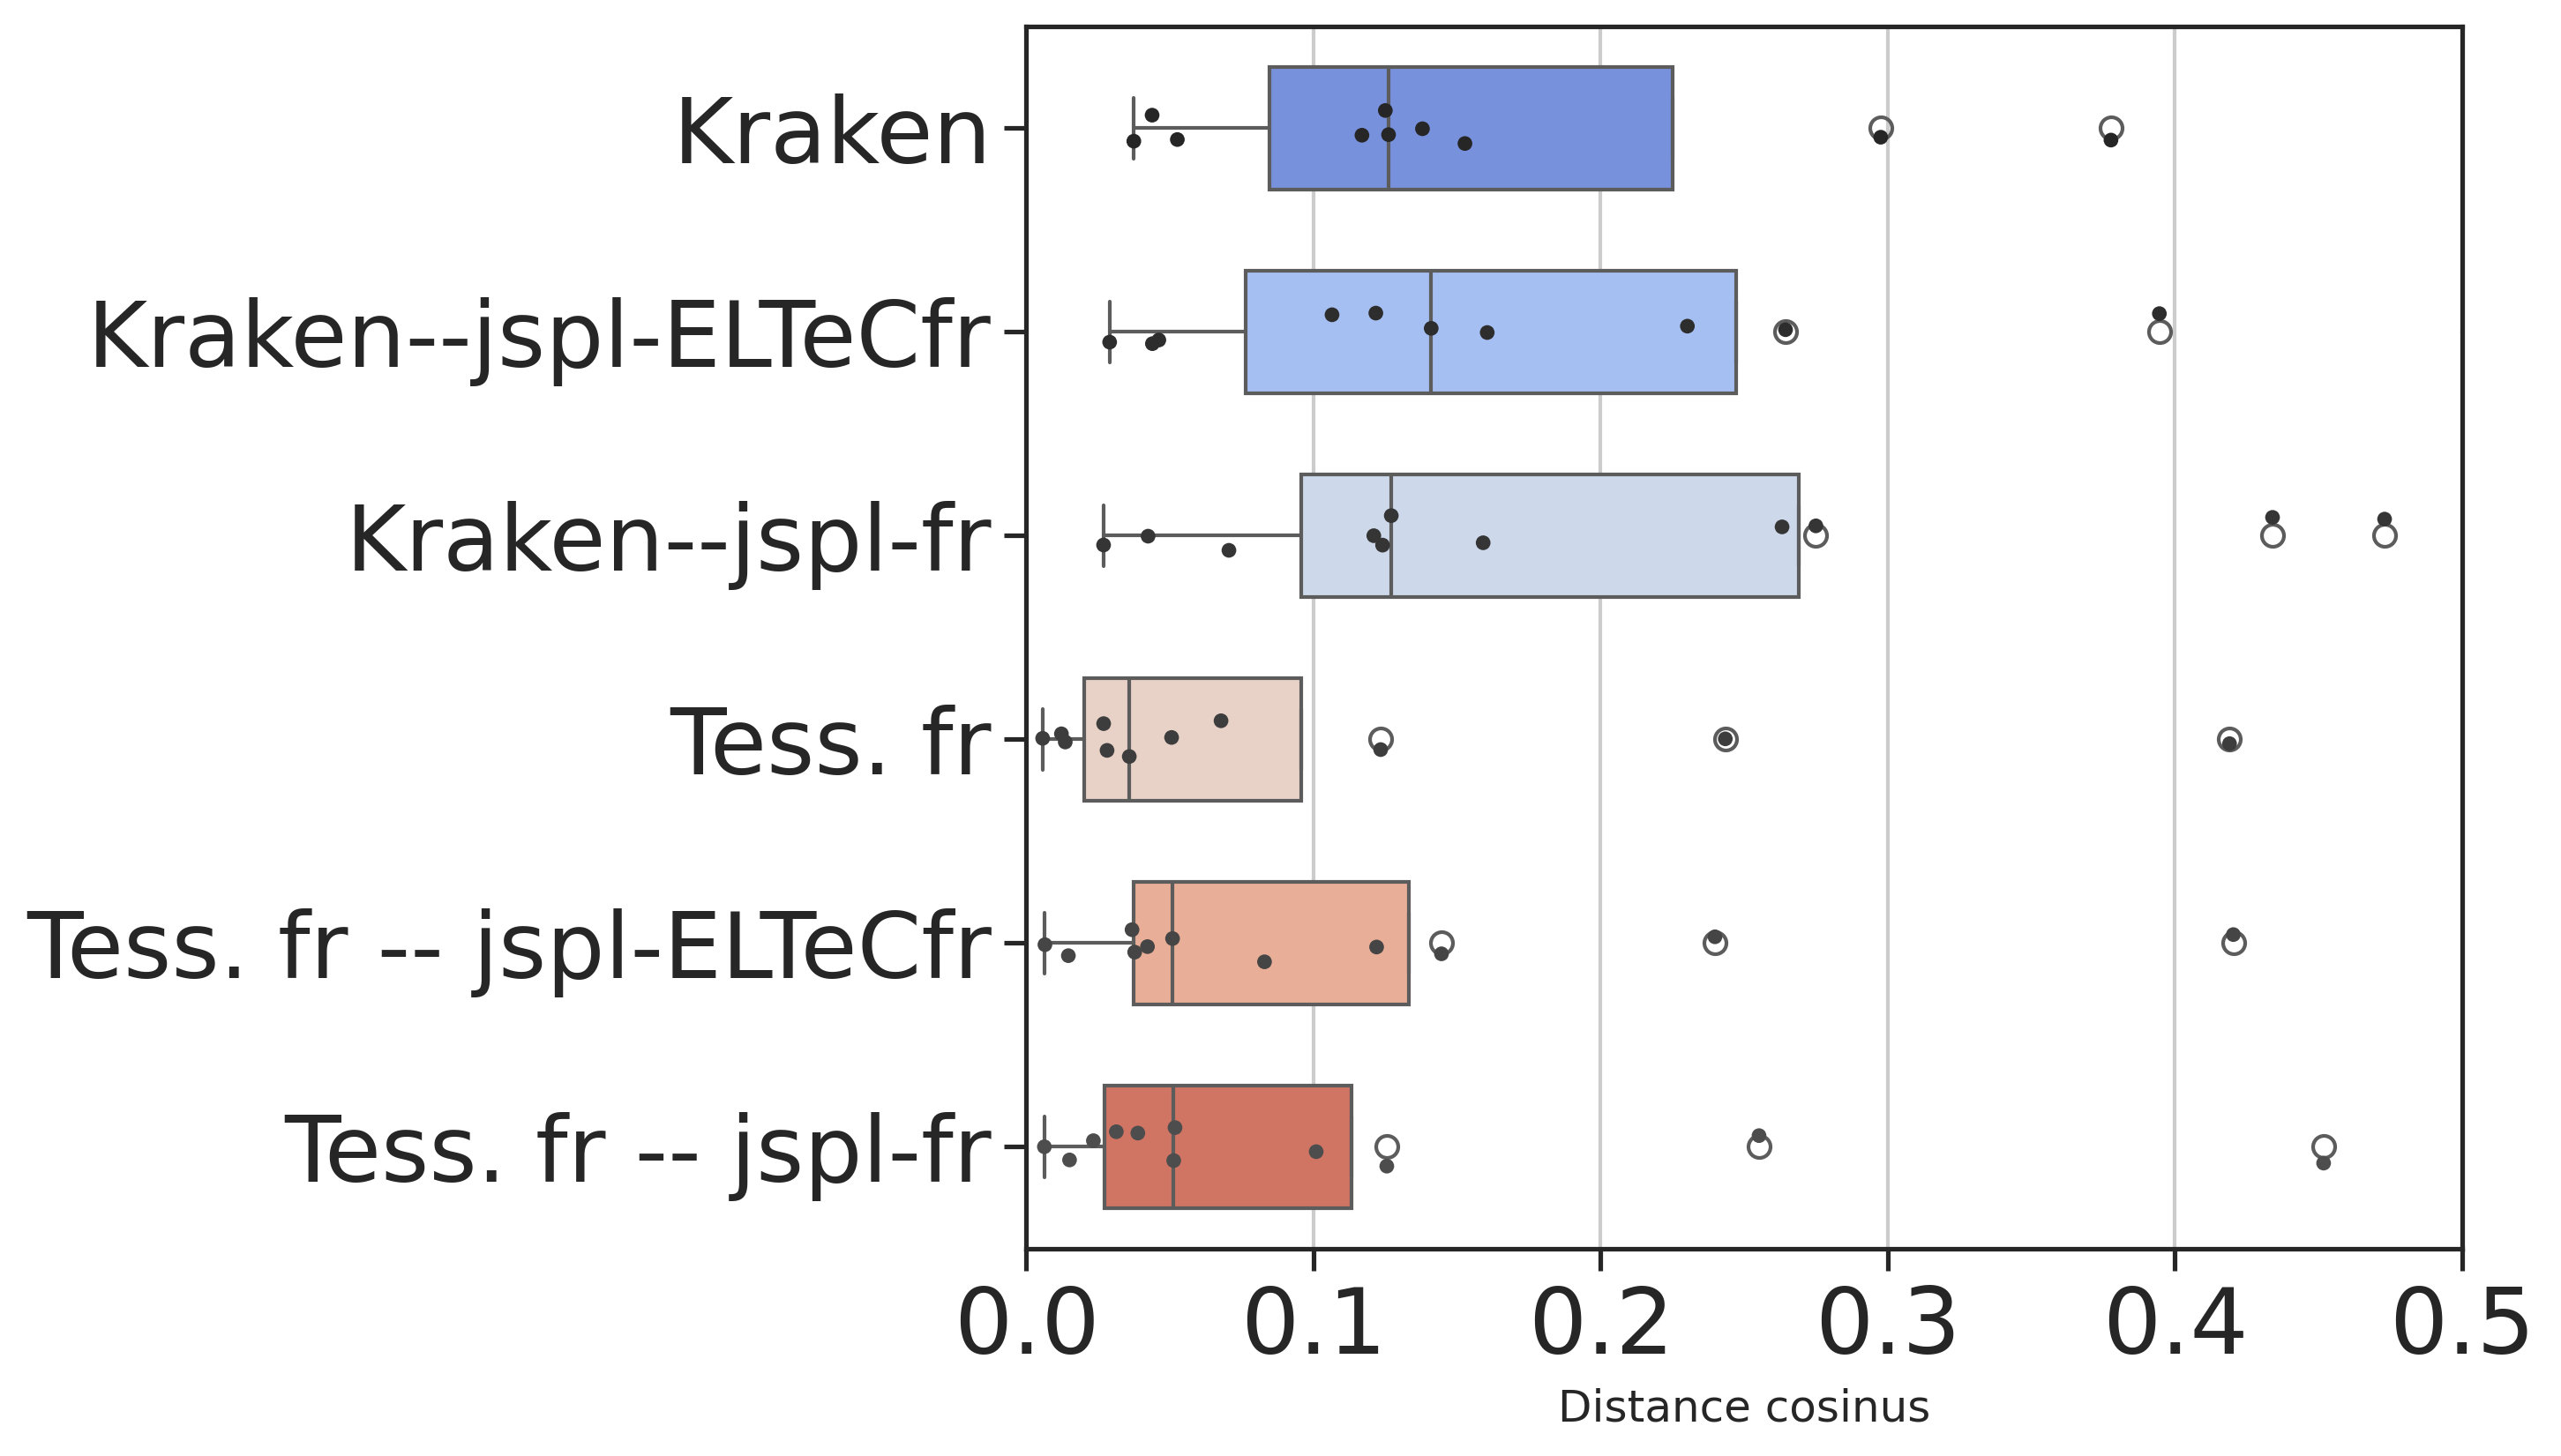 Kraken
Kraken--jspl-ELTeCfr
Kraken--jspl-fr
Tess. fr
Tess. fr -- jspl-ELTeCfr
Tess. fr -- jspl-fr
0.0 0.1 0.2 0.3 0.4 0.5
Distance cosinus